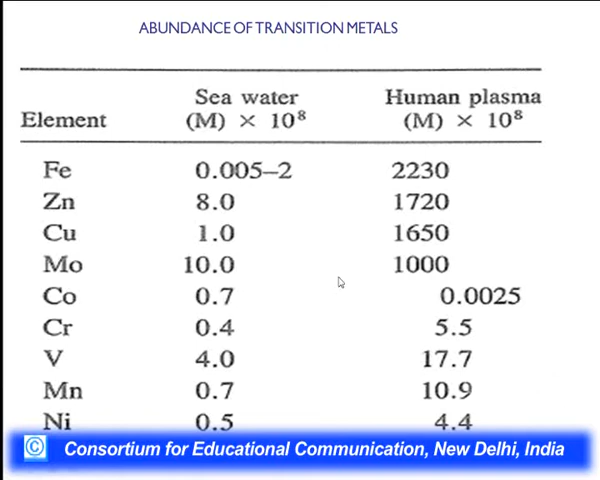 ABUNDANCE OF TRANSITION METALS
Sea water Human plasma
Element (M) × 10⁸ (M) × 10⁸
Fe 0.005–2 2230
Zn 8.0 1720
Cu 1.0 1650
Mo 10.0 1000
Co 0.7 0.0025
Cr 0.4 5.5
V 4.0 17.7
Mn 0.7 10.9
Ni 0.5 4.4
© Consortium for Educational Communication, New Delhi, India